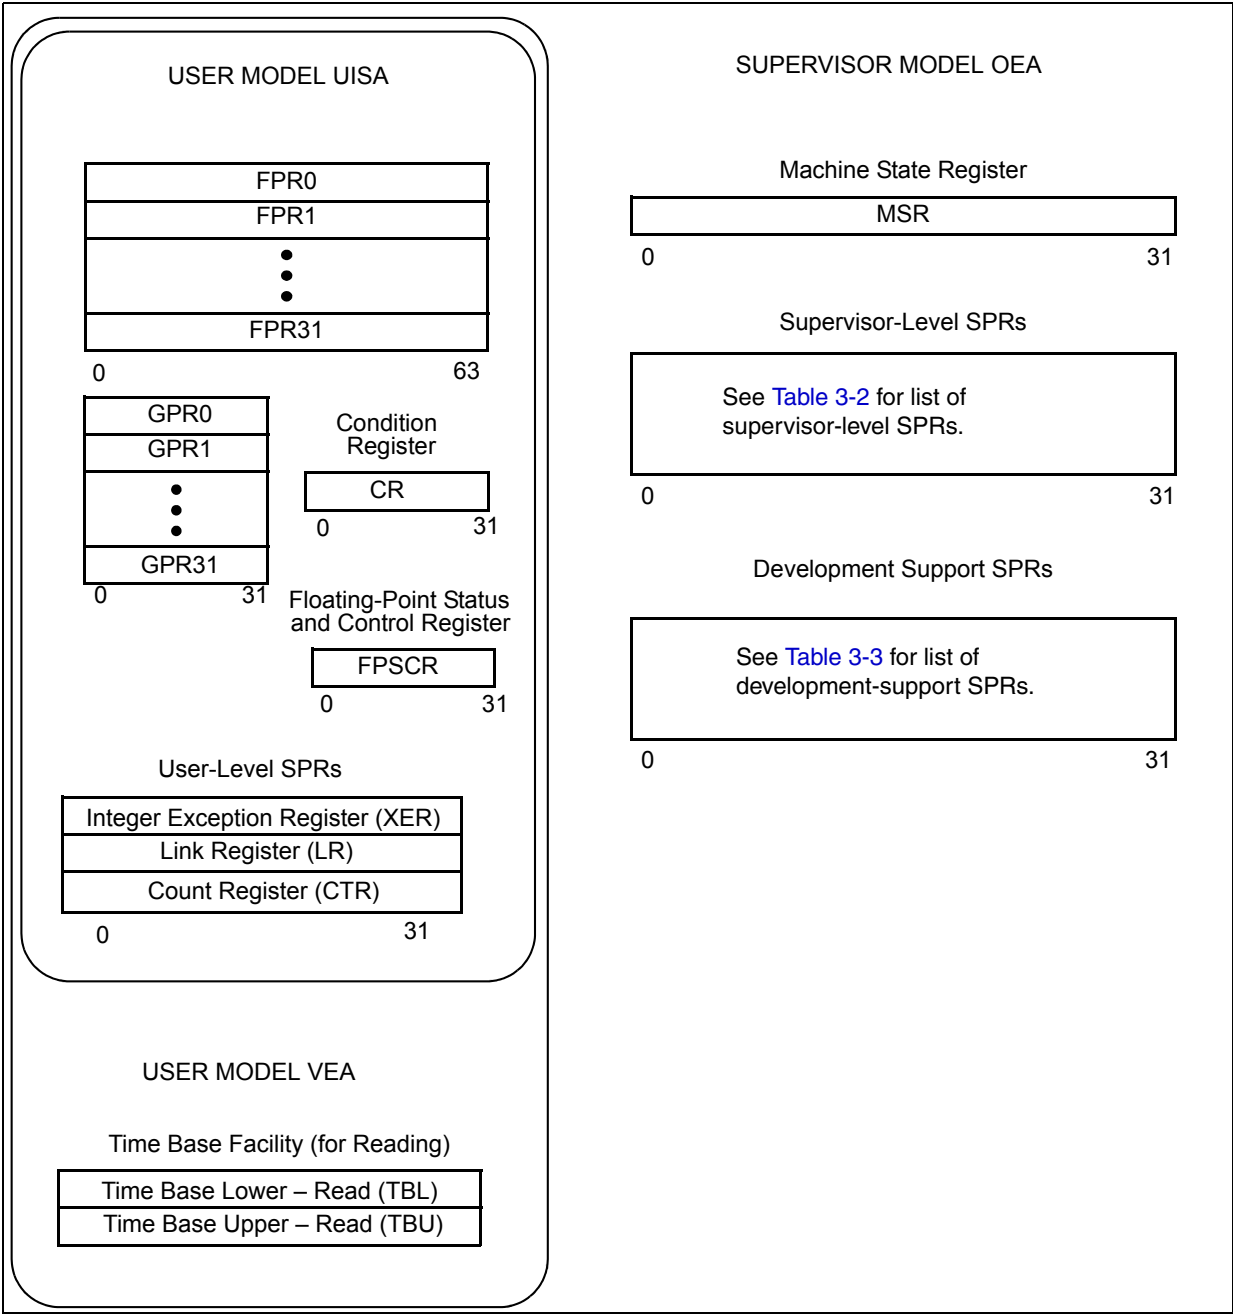 USER MODEL UISA
FPR0
FPR1
FPR31
0 63
GPR0
GPR1
GPR31
0 31
Condition
Register
CR
0 31
Floating-Point Status
and Control Register
FPSCR
0 31
User-Level SPRs
Integer Exception Register (XER)
Link Register (LR)
Count Register (CTR)
0 31
USER MODEL VEA
Time Base Facility (for Reading)
Time Base Lower – Read (TBL)
Time Base Upper – Read (TBU)
SUPERVISOR MODEL OEA
Machine State Register
MSR
0 31
Supervisor-Level SPRs
See Table 3-2 for list of
supervisor-level SPRs.
0 31
Development Support SPRs
See Table 3-3 for list of
development-support SPRs.
0 31